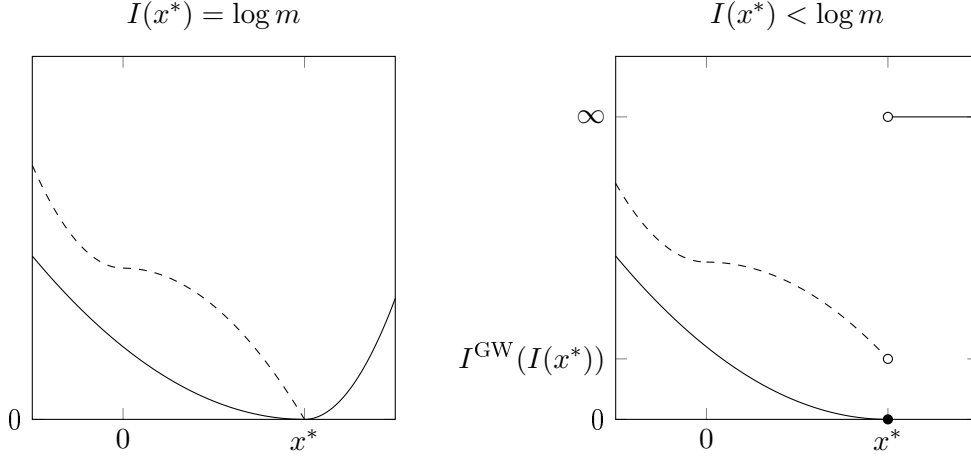 I(x*) = log m
0
0
x*
I(x*) < log m
∞
I^GW(I(x*))
0
0
x*